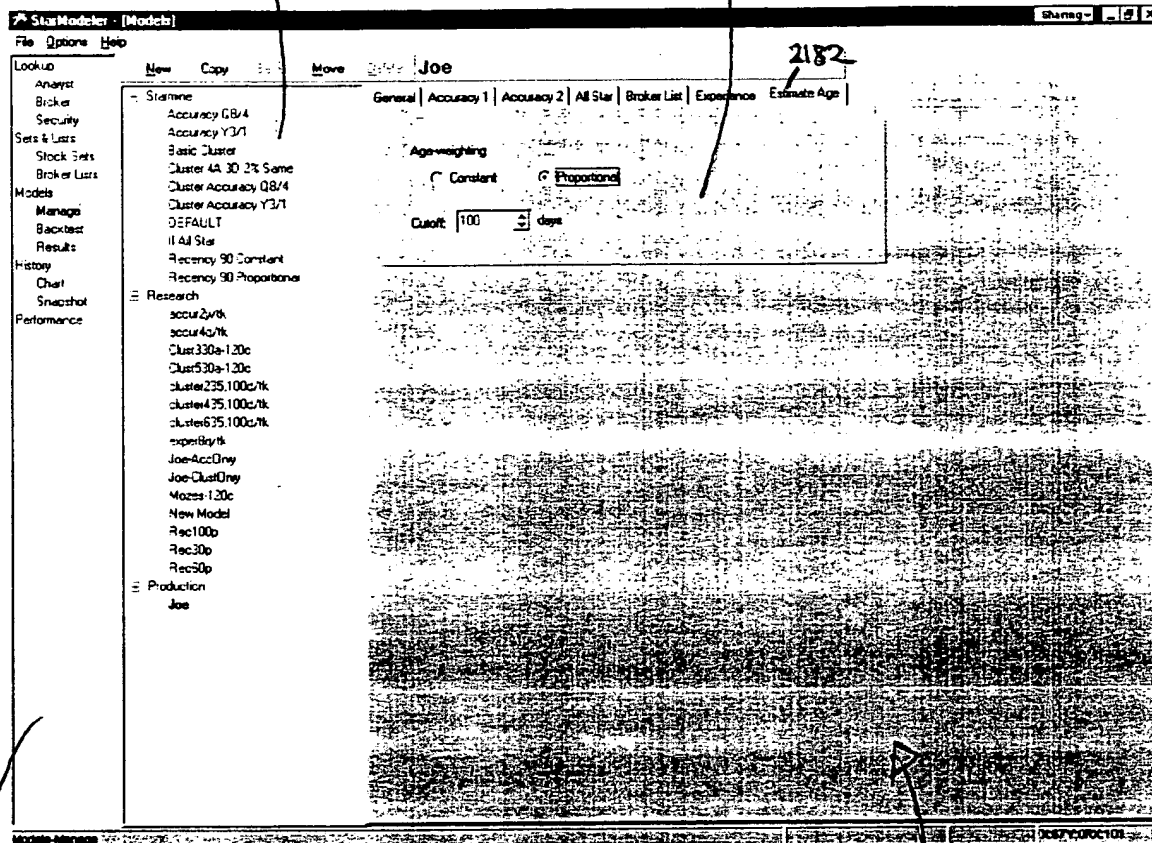 StarModeler - [Models]
Sharing
File Options Help
2182
New Copy Move Joe
Lookup
Analyst
Broker
Security
Sets & Lists
Stock Sets
Broker Lists
Models
Manage
Backtest
Results
History
Chart
Snapshot
Performance
Starmine
Accuracy Q8/4
Accuracy Y3/1
Basic Cluster
Cluster 4A 30 2% Same
Cluster Accuracy Q8/4
Cluster Accuracy Y3/1
DEFAULT
II All Star
Recency 90 Constant
Recency 90 Proportional
Research
accur2y/tk
accur4q/tk
Clust330a-120c
Clust530a-120c
cluster235,100c/tk
cluster435,100c/tk
cluster635,100c/tk
exper8q/tk
Joe-AccOnly
Joe-ClustOnly
Mozes-120c
New Model
Rec100p
Rec30p
Rec60p
Production
Joe
General Accuracy 1 Accuracy 2 All Star Broker List Experience Estimate Age
Age-weighting
Constant Proportional
Cutoff: 100 days
Models-Manage